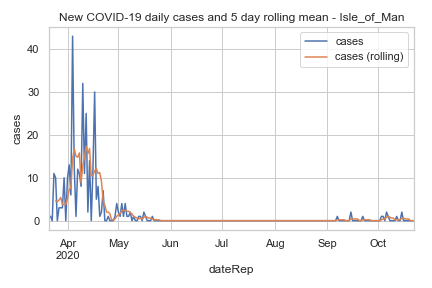 New COVID-19 daily cases and 5 day rolling mean - Isle_of_Man
cases
cases (rolling)
40
30
20
10
0
cases
Apr
2020
May
Jun
Jul
Aug
Sep
Oct
dateRep